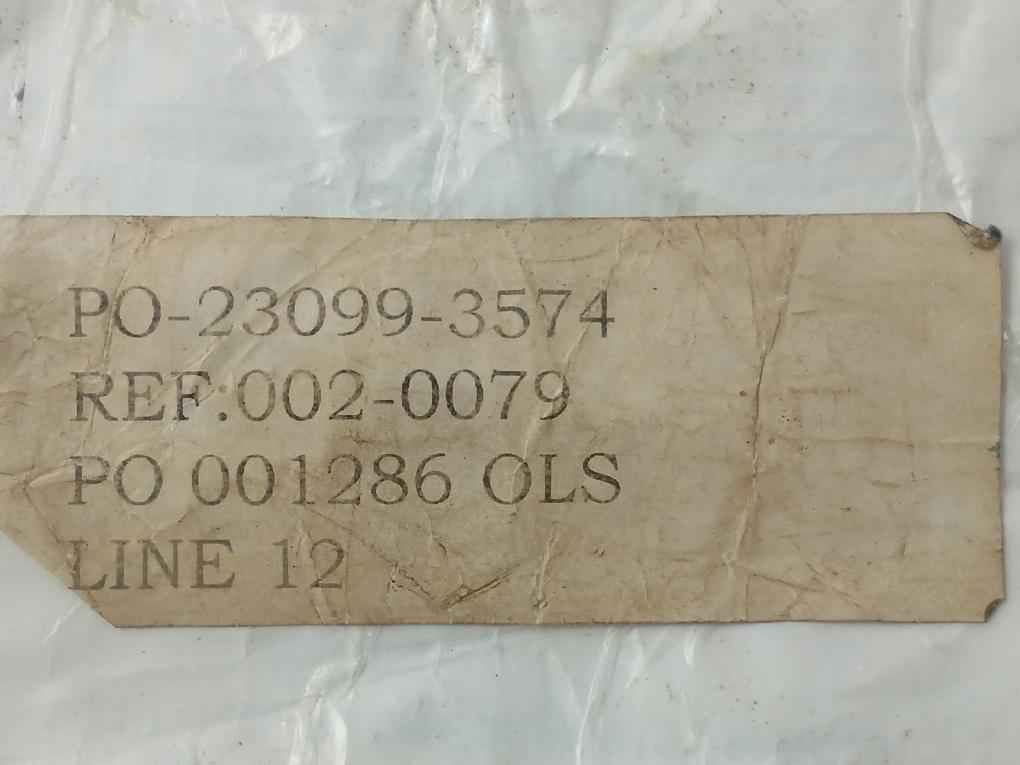 PO-23099-3574
REF:002-0079
PO 001286 OLS
LINE 12